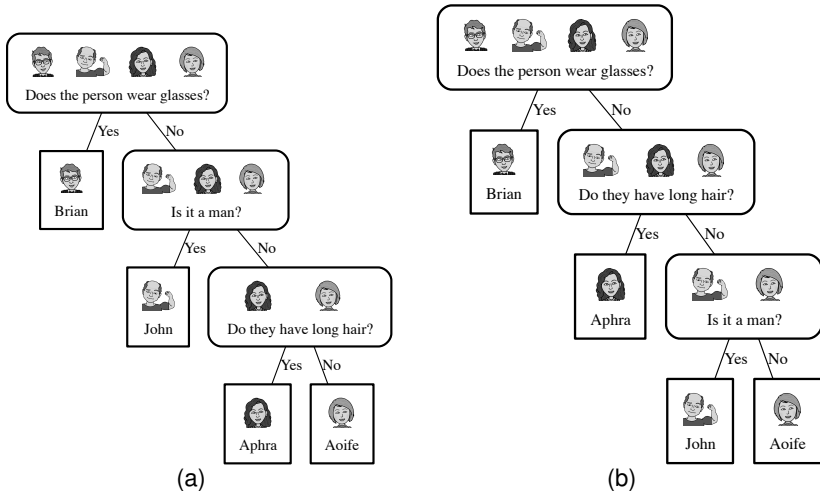 Does the person wear glasses?
Yes
No
Brian
Is it a man?
Yes
No
John
Do they have long hair?
Yes
No
Aphra
Aoife
(a)
Does the person wear glasses?
Yes
No
Brian
Do they have long hair?
Yes
No
Aphra
Is it a man?
Yes
No
John
Aoife
(b)